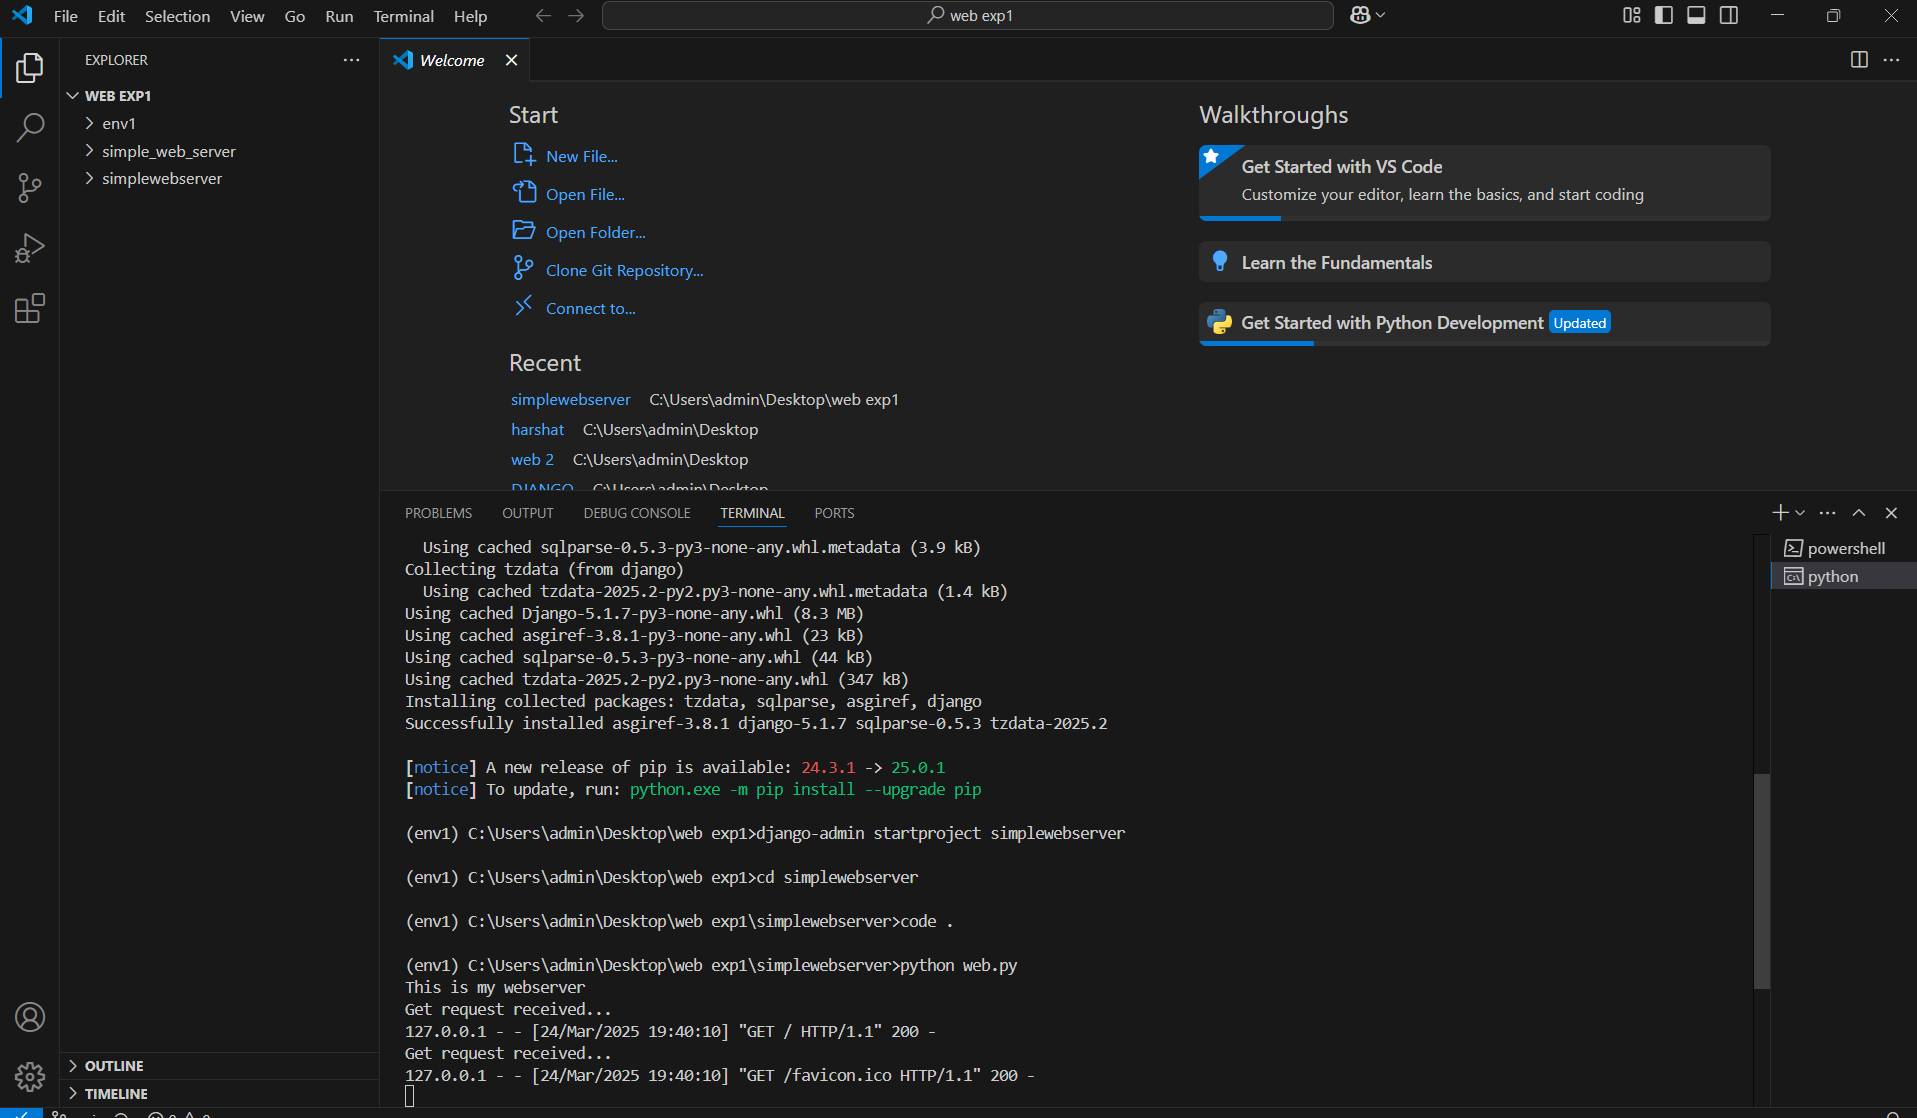 File Edit Selection View Go Run Terminal Help
web exp1
EXPLORER
WEB EXP1
env1
simple_web_server
simplewebserver
OUTLINE
TIMELINE
Welcome
Start
New File...
Open File...
Open Folder...
Clone Git Repository...
Connect to...
Recent
simplewebserver C:\Users\admin\Desktop\web exp1
harshat C:\Users\admin\Desktop
web 2 C:\Users\admin\Desktop
DJANGO C:\Users\admin\Desktop
Walkthroughs
Get Started with VS Code
Customize your editor, learn the basics, and start coding
Learn the Fundamentals
Get Started with Python Development Updated
PROBLEMS OUTPUT DEBUG CONSOLE TERMINAL PORTS
powershell
python
Using cached sqlparse-0.5.3-py3-none-any.whl.metadata (3.9 kB)
Collecting tzdata (from django)
Using cached tzdata-2025.2-py2.py3-none-any.whl.metadata (1.4 kB)
Using cached Django-5.1.7-py3-none-any.whl (8.3 MB)
Using cached asgiref-3.8.1-py3-none-any.whl (23 kB)
Using cached sqlparse-0.5.3-py3-none-any.whl (44 kB)
Using cached tzdata-2025.2-py2.py3-none-any.whl (347 kB)
Installing collected packages: tzdata, sqlparse, asgiref, django
Successfully installed asgiref-3.8.1 django-5.1.7 sqlparse-0.5.3 tzdata-2025.2
[notice] A new release of pip is available: 24.3.1 -> 25.0.1
[notice] To update, run: python.exe -m pip install --upgrade pip
(env1) C:\Users\admin\Desktop\web exp1>django-admin startproject simplewebserver
(env1) C:\Users\admin\Desktop\web exp1>cd simplewebserver
(env1) C:\Users\admin\Desktop\web exp1\simplewebserver>code .
(env1) C:\Users\admin\Desktop\web exp1\simplewebserver>python web.py
This is my webserver
Get request received...
127.0.0.1 - - [24/Mar/2025 19:40:10] "GET / HTTP/1.1" 200 -
Get request received...
127.0.0.1 - - [24/Mar/2025 19:40:10] "GET /favicon.ico HTTP/1.1" 200 -